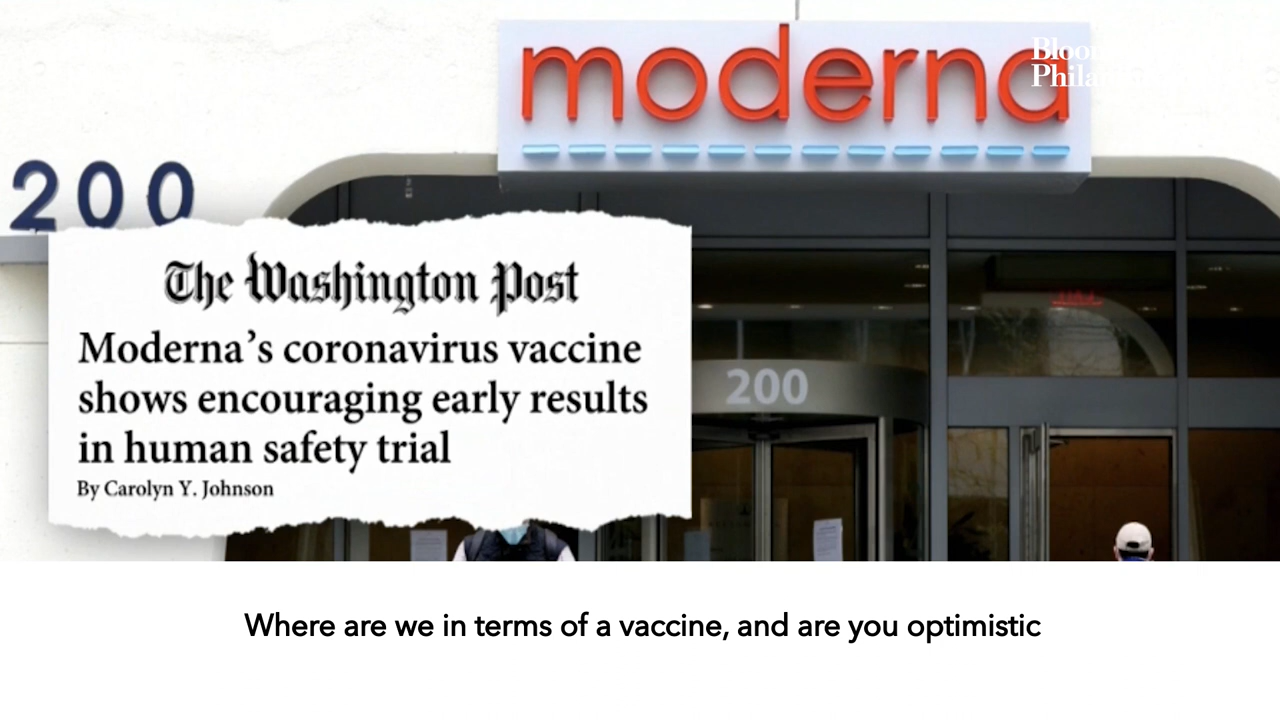 moderna
200
The Washington Post
Moderna's coronavirus vaccine
shows encouraging early results
in human safety trial
By Carolyn Y. Johnson
200
Where are we in terms of a vaccine, and are you optimistic